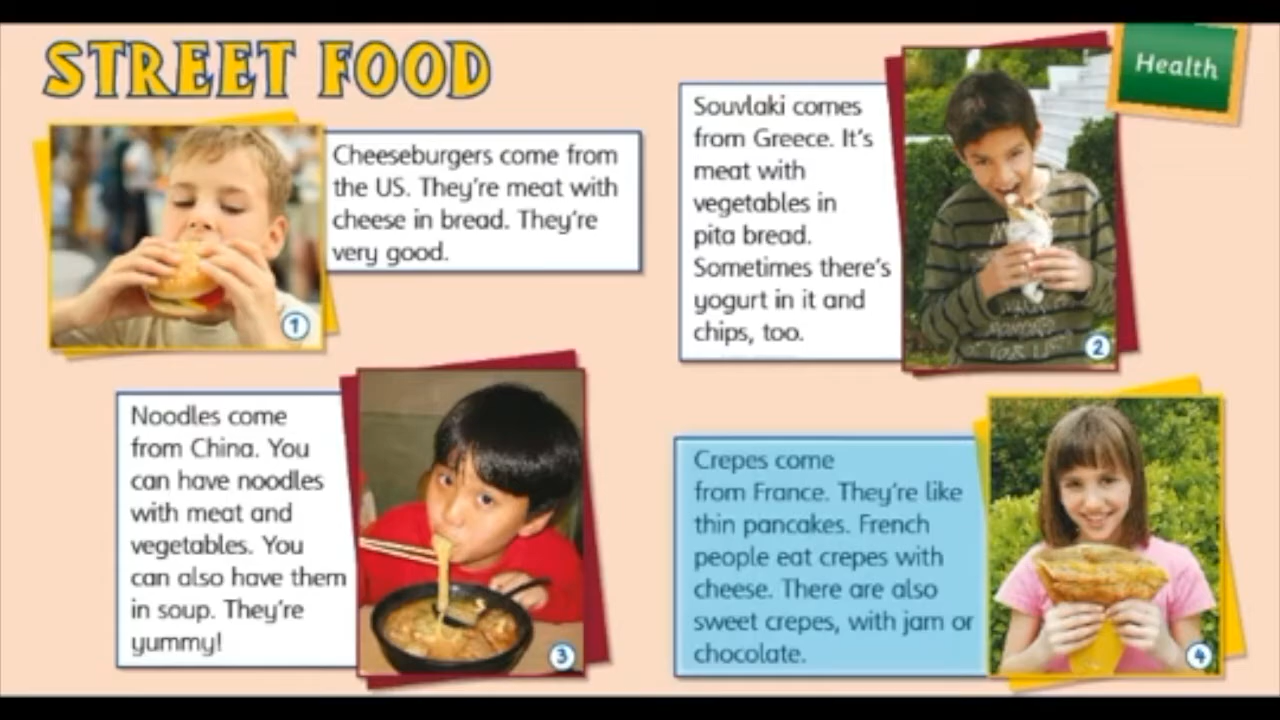 STREET FOOD
Health
Cheeseburgers come from
the US. They're meat with
cheese in bread. They're
very good.
1
Souvlaki comes
from Greece. It's
meat with
vegetables in
pita bread.
Sometimes there's
yogurt in it and
chips, too.
2
Noodles come
from China. You
can have noodles
with meat and
vegetables. You
can also have them
in soup. They're
yummy!
3
Crepes come
from France. They're like
thin pancakes. French
people eat crepes with
cheese. There are also
sweet crepes, with jam or
chocolate.
4